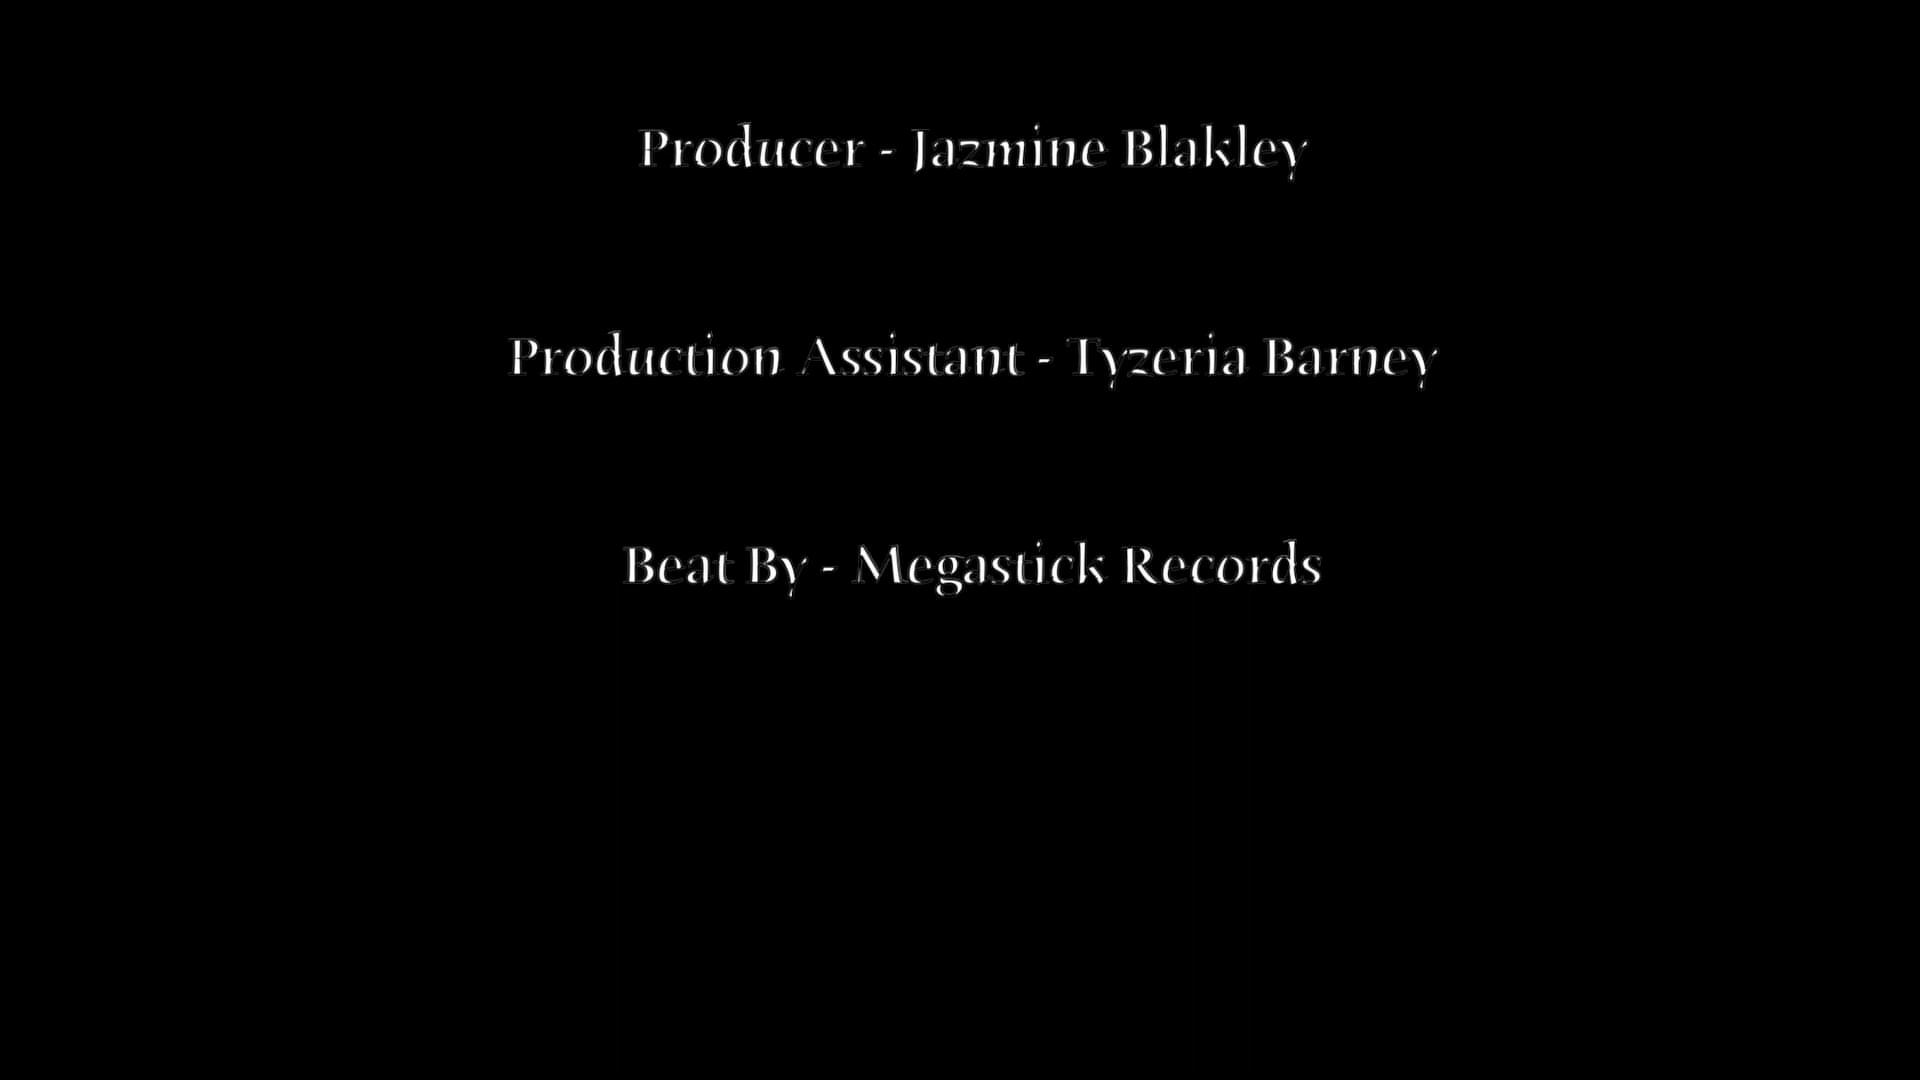 Producer - Jazmine Blakley
Production Assistant - Tyzeria Barney
Beat By - Megastick Records